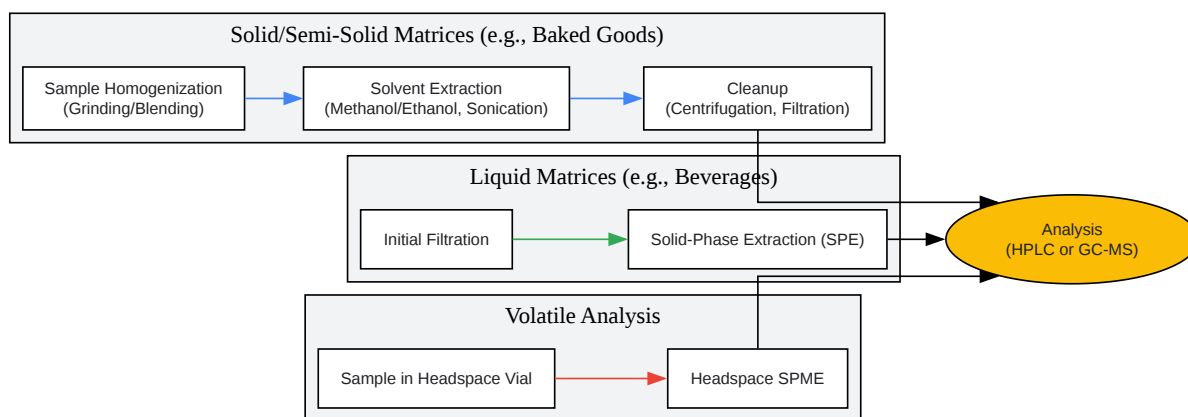 Solid/Semi-Solid Matrices (e.g., Baked Goods)
Sample Homogenization
(Grinding/Blending)
Solvent Extraction
(Methanol/Ethanol, Sonication)
Cleanup
(Centrifugation, Filtration)
Liquid Matrices (e.g., Beverages)
Initial Filtration
Solid-Phase Extraction (SPE)
Analysis
(HPLC or GC-MS)
Volatile Analysis
Sample in Headspace Vial
Headspace SPME